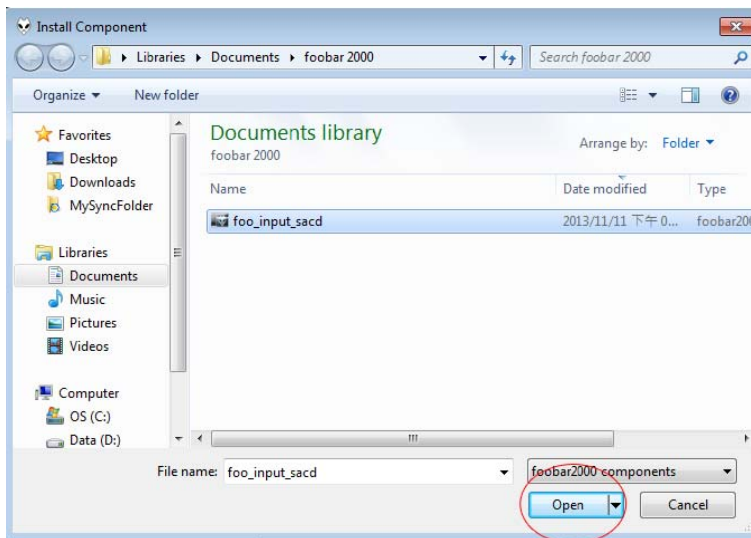 Install Component
Libraries Documents foobar 2000 Search foobar 2000
Organize New folder
Favorites
Desktop
Downloads
MySyncFolder
Libraries
Documents
Music
Pictures
Videos
Computer
OS (C:)
Data (D:)
Documents library
foobar 2000
Arrange by: Folder
Name Date modified Type
foo_input_sacd 2013/11/11 下午 0... foobar200
File name: foo_input_sacd foobar2000 components
Open Cancel